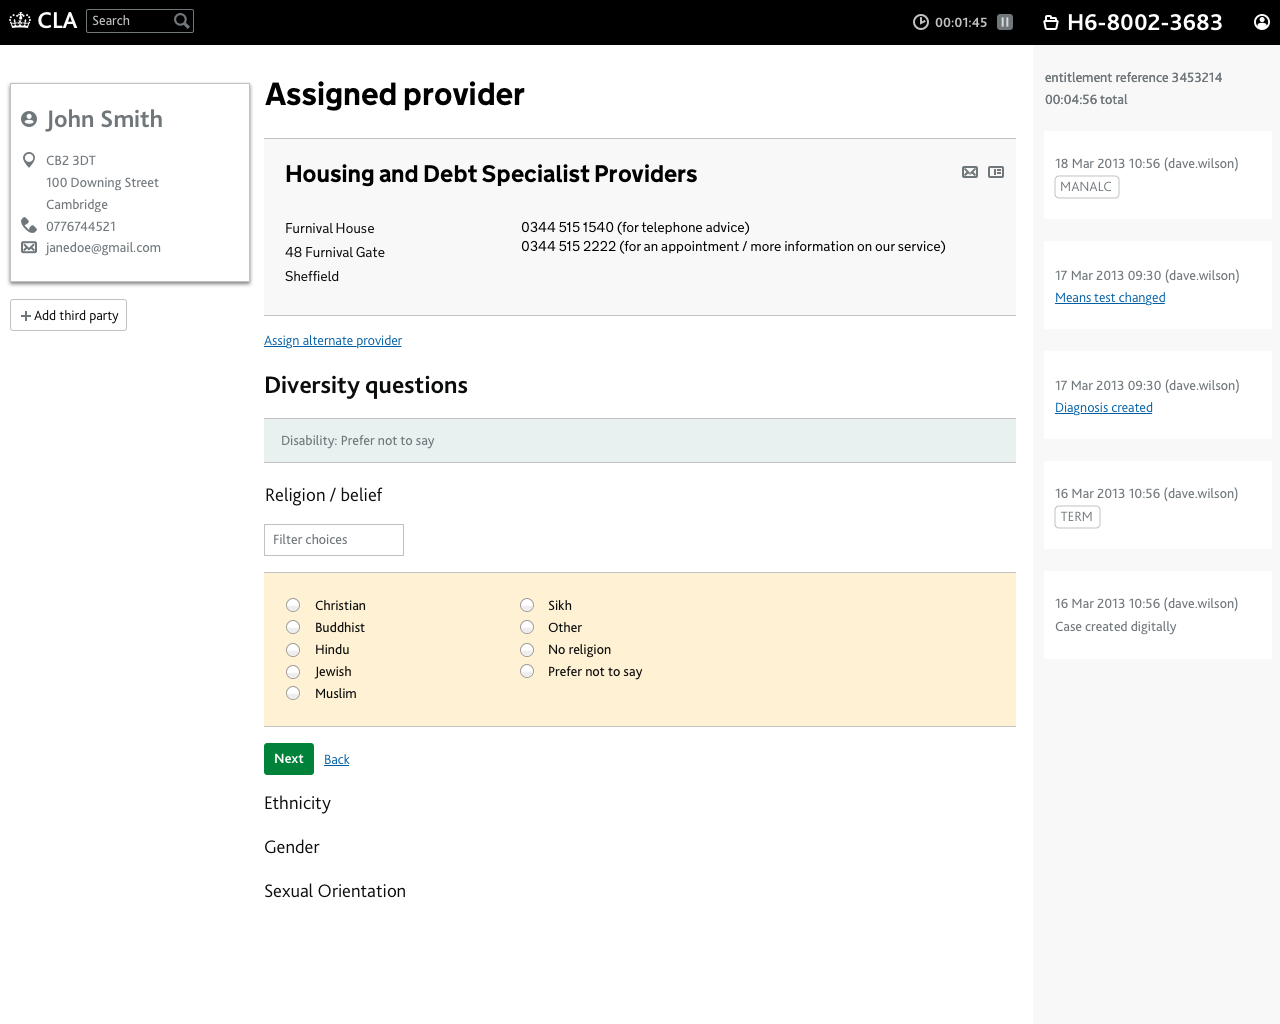 CLA
Search
00:01:45
H6-8002-3683
John Smith
CB2 3DT
100 Downing Street
Cambridge
0776744521
janedoe@gmail.com
Add third party
Assigned provider
Housing and Debt Specialist Providers
Furnival House
48 Furnival Gate
Sheffield
0344 515 1540 (for telephone advice)
0344 515 2222 (for an appointment / more information on our service)
Assign alternate provider
Diversity questions
Disability: Prefer not to say
Religion / belief
Filter choices
Christian
Buddhist
Hindu
Jewish
Muslim
Sikh
Other
No religion
Prefer not to say
Next
Back
Ethnicity
Gender
Sexual Orientation
entitlement reference 3453214
00:04:56 total
18 Mar 2013 10:56 (dave.wilson)
MANALC
17 Mar 2013 09:30 (dave.wilson)
Means test changed
17 Mar 2013 09:30 (dave.wilson)
Diagnosis created
16 Mar 2013 10:56 (dave.wilson)
TERM
16 Mar 2013 10:56 (dave.wilson)
Case created digitally